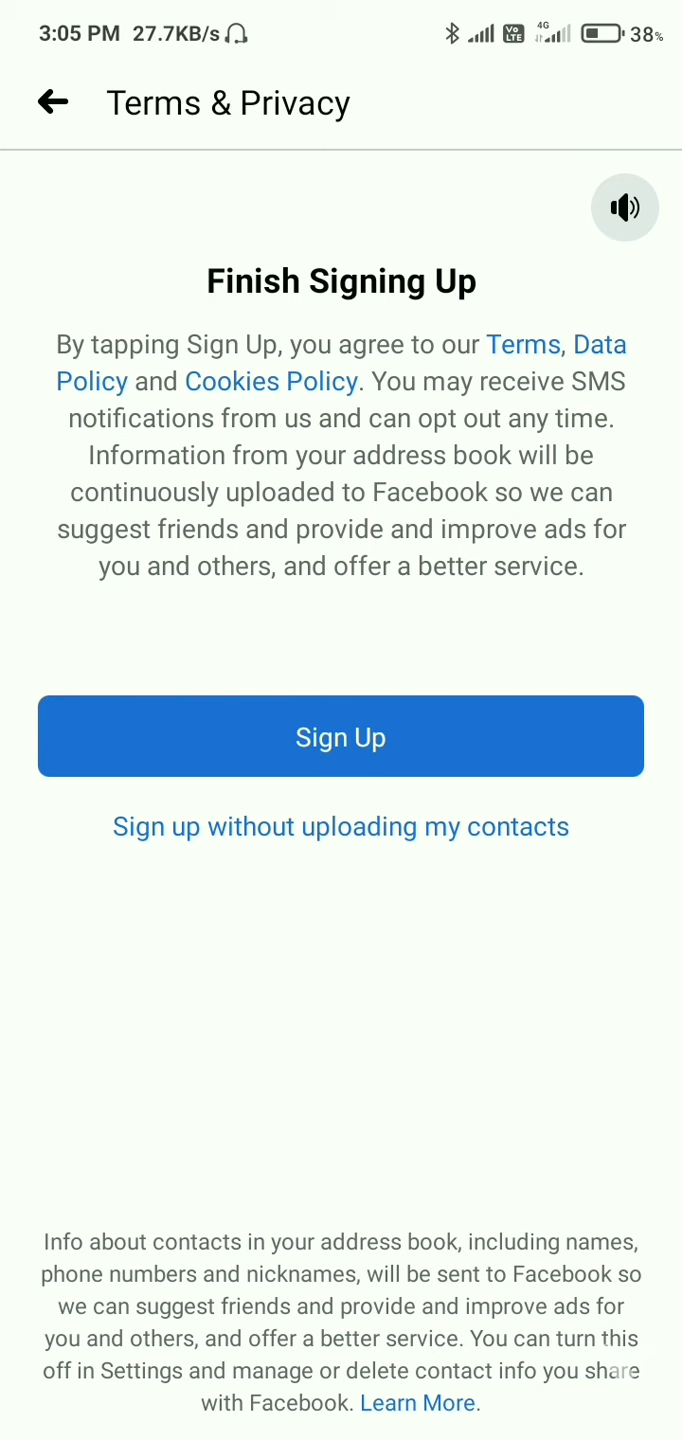 3:05 PM 27.7KB/s Vo LTE 4G 38%
Terms & Privacy
Finish Signing Up
By tapping Sign Up, you agree to our Terms, Data
Policy and Cookies Policy. You may receive SMS
notifications from us and can opt out any time.
Information from your address book will be
continuously uploaded to Facebook so we can
suggest friends and provide and improve ads for
you and others, and offer a better service.
Sign Up
Sign up without uploading my contacts
Info about contacts in your address book, including names,
phone numbers and nicknames, will be sent to Facebook so
we can suggest friends and provide and improve ads for
you and others, and offer a better service. You can turn this
off in Settings and manage or delete contact info you share
with Facebook. Learn More.